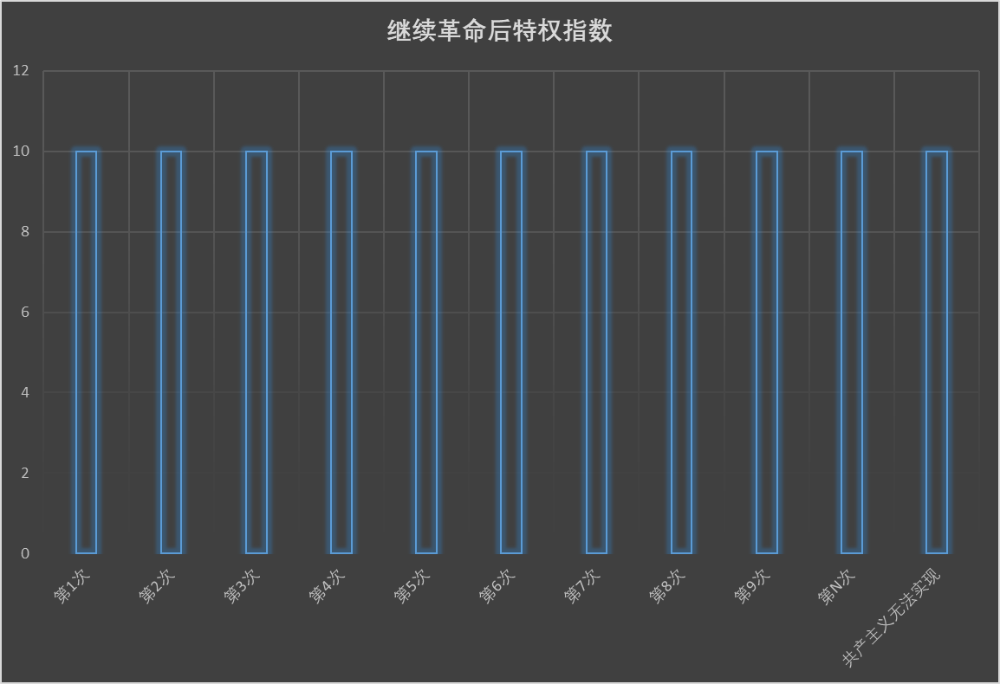 继续革命后特权指数
12
10
8
6
4
2
0
第1次
第2次
第3次
第4次
第5次
第6次
第7次
第8次
第9次
第N次
共产主义无法实现